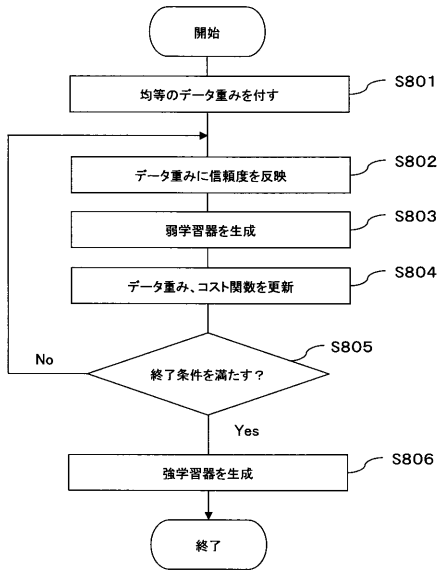 開始
均等のデータ重みを付す
S801
データ重みに信頼度を反映
S802
弱学習器を生成
S803
データ重み、コスト関数を更新
S804
終了条件を満たす?
S805
No
Yes
強学習器を生成
S806
終了